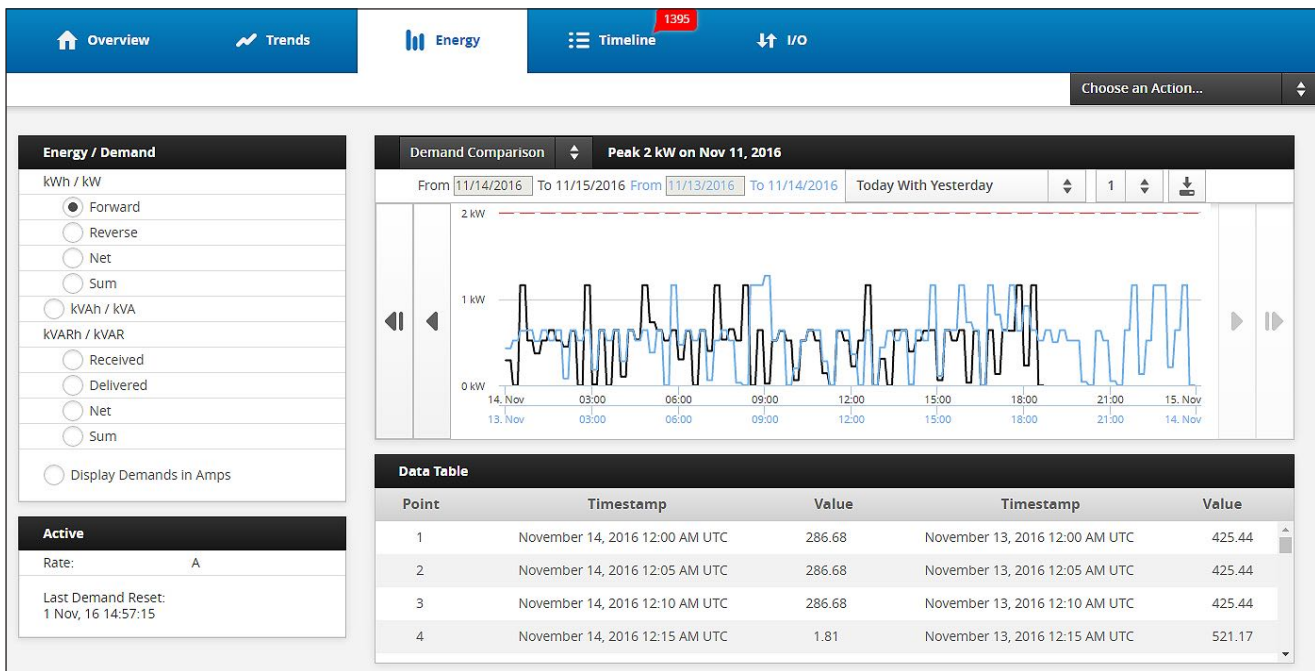 Overview Trends Energy Timeline 1395 I/O
Choose an Action...
Energy / Demand
kWh / kW
Forward
Reverse
Net
Sum
kVAh / kVA
kVARh / kVAR
Received
Delivered
Net
Sum
Display Demands in Amps
Active
Rate: A
Last Demand Reset:
1 Nov, 16 14:57:15
Demand Comparison Peak 2 kW on Nov 11, 2016
From 11/14/2016 To 11/15/2016 From 11/13/2016 To 11/14/2016 Today With Yesterday 1
2 kW
1 kW
0 kW
14. Nov 03:00 06:00 09:00 12:00 15:00 18:00 21:00 15. Nov
13. Nov 03:00 06:00 09:00 12:00 15:00 18:00 21:00 14. Nov
Data Table
Point Timestamp Value Timestamp Value
1 November 14, 2016 12:00 AM UTC 286.68 November 13, 2016 12:00 AM UTC 425.44
2 November 14, 2016 12:05 AM UTC 286.68 November 13, 2016 12:05 AM UTC 425.44
3 November 14, 2016 12:10 AM UTC 286.68 November 13, 2016 12:10 AM UTC 425.44
4 November 14, 2016 12:15 AM UTC 1.81 November 13, 2016 12:15 AM UTC 521.17